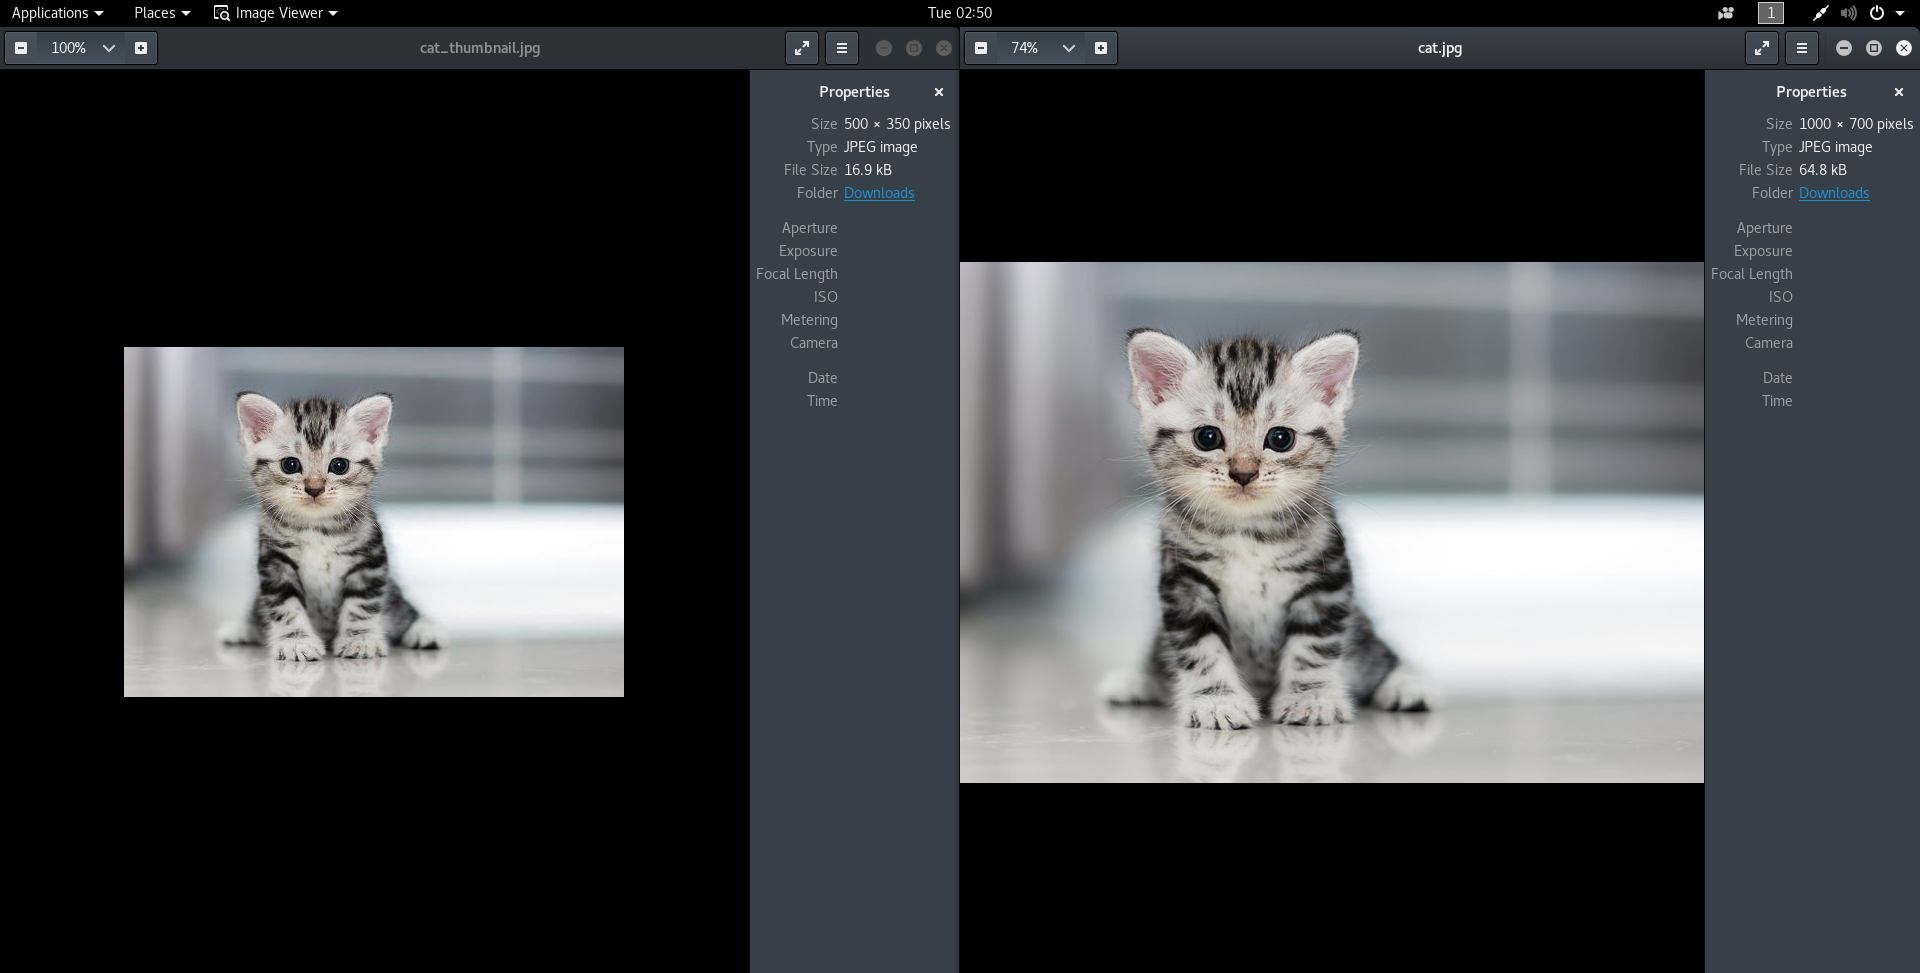 Applications Places Image Viewer Tue 02:50 1
100% cat_thumbnail.jpg
Properties
Size 500 × 350 pixels
Type JPEG image
File Size 16.9 kB
Folder Downloads
Aperture
Exposure
Focal Length
ISO
Metering
Camera
Date
Time
74% cat.jpg
Properties
Size 1000 × 700 pixels
Type JPEG image
File Size 64.8 kB
Folder Downloads
Aperture
Exposure
Focal Length
ISO
Metering
Camera
Date
Time